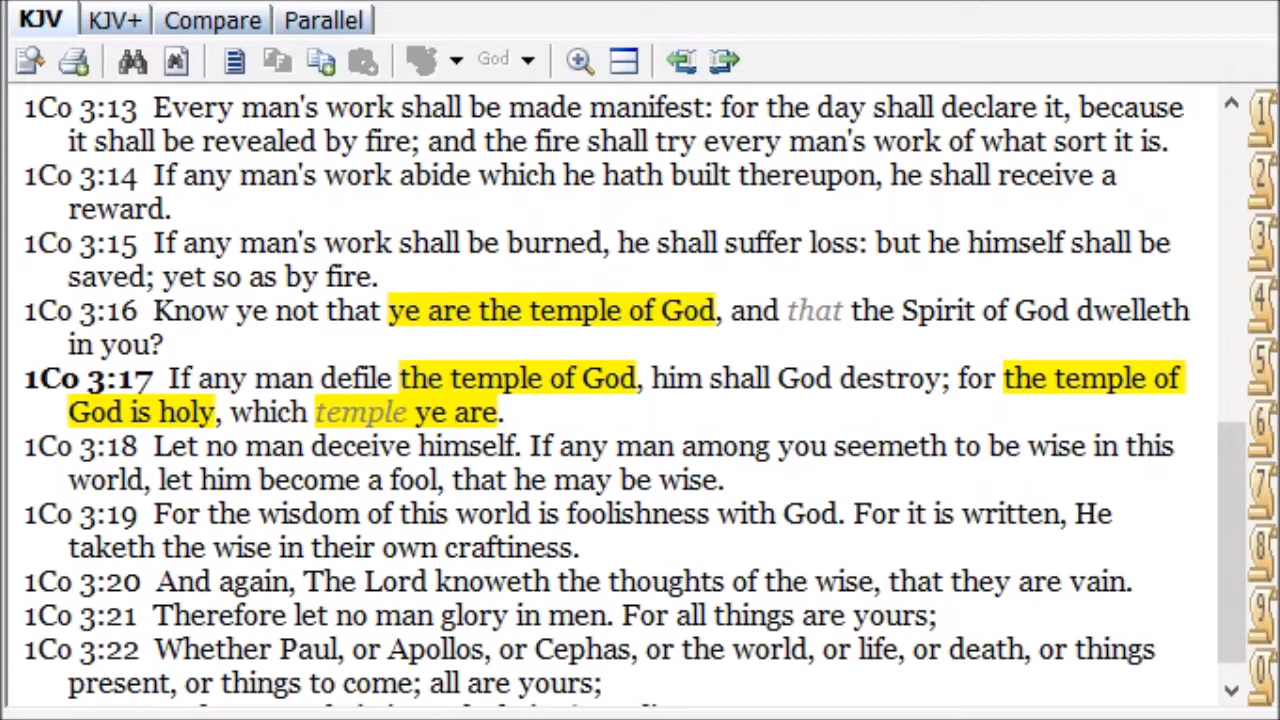 KJV KJV+ Compare Parallel
God
1Co 3:13 Every man's work shall be made manifest: for the day shall declare it, because
it shall be revealed by fire; and the fire shall try every man's work of what sort it is.
1Co 3:14 If any man's work abide which he hath built thereupon, he shall receive a
reward.
1Co 3:15 If any man's work shall be burned, he shall suffer loss: but he himself shall be
saved; yet so as by fire.
1Co 3:16 Know ye not that ye are the temple of God, and that the Spirit of God dwelleth
in you?
1Co 3:17 If any man defile the temple of God, him shall God destroy; for the temple of
God is holy, which temple ye are.
1Co 3:18 Let no man deceive himself. If any man among you seemeth to be wise in this
world, let him become a fool, that he may be wise.
1Co 3:19 For the wisdom of this world is foolishness with God. For it is written, He
taketh the wise in their own craftiness.
1Co 3:20 And again, The Lord knoweth the thoughts of the wise, that they are vain.
1Co 3:21 Therefore let no man glory in men. For all things are yours;
1Co 3:22 Whether Paul, or Apollos, or Cephas, or the world, or life, or death, or things
present, or things to come; all are yours;
1
2
3
4
5
6
7
8
9
0